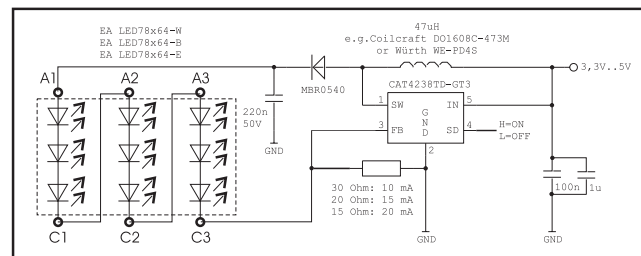 EA LED78x64-W
EA LED78x64-B
EA LED78x64-E
47uH
e.g.Coilcraft DO1608C-473M
or Würth WE-PD4S
A1
A2
A3
MBR0540
3,3V..5V
CAT4238TD-GT3
220n
50V
GND
1
SW
IN
5
GND
3
FB
SD
4
H=ON
L=OFF
2
30 Ohm: 10 mA
20 Ohm: 15 mA
15 Ohm: 20 mA
100n
1u
C1
C2
C3
GND
GND